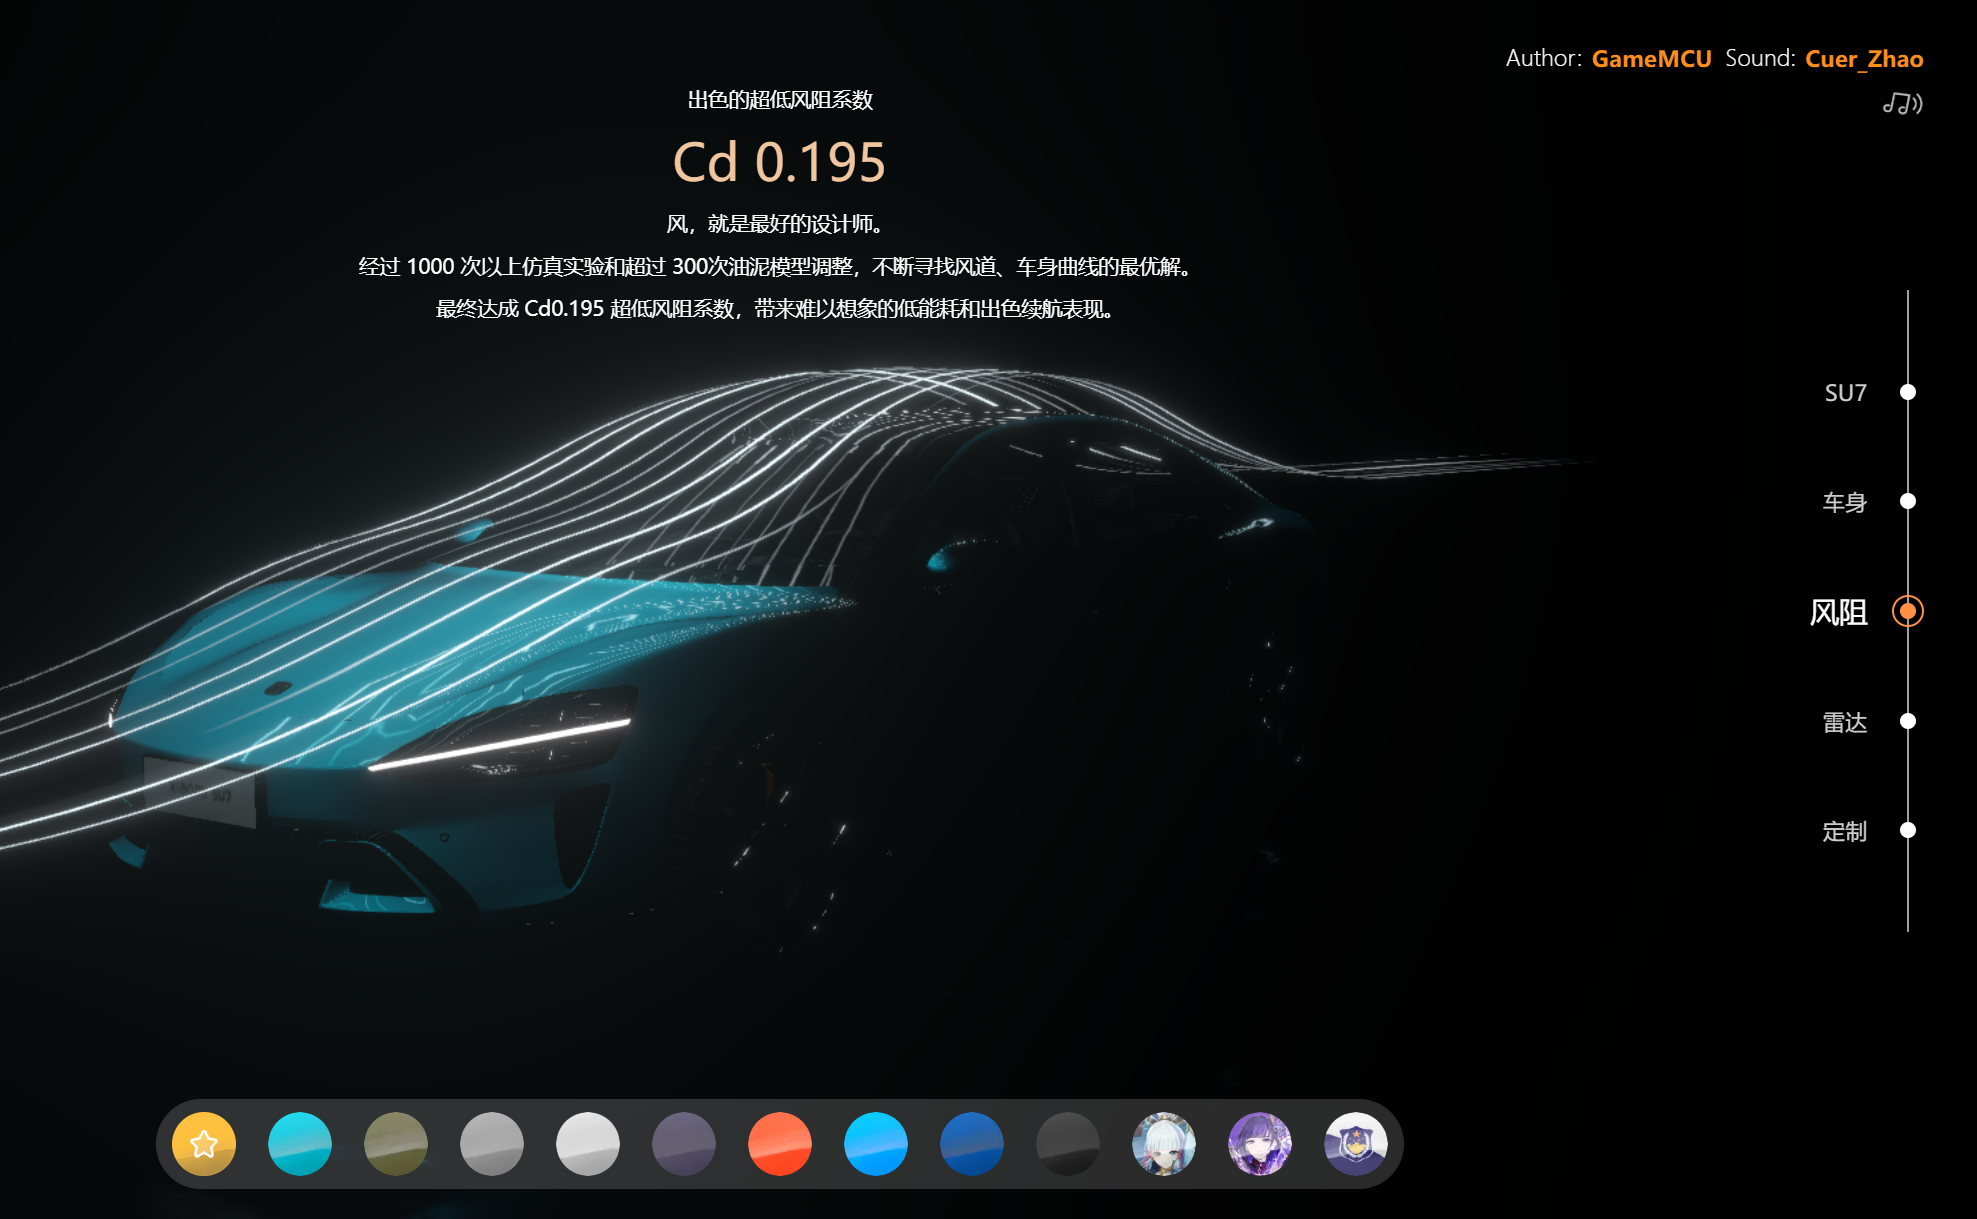 Author: GameMCU Sound: Cuer_Zhao
出色的超低风阻系数
Cd 0.195
风，就是最好的设计师。
经过 1000 次以上仿真实验和超过 300次油泥模型调整，不断寻找风道、车身曲线的最优解。
最终达成 Cd0.195 超低风阻系数，带来难以想象的低能耗和出色续航表现。
SU7
车身
风阻
雷达
定制